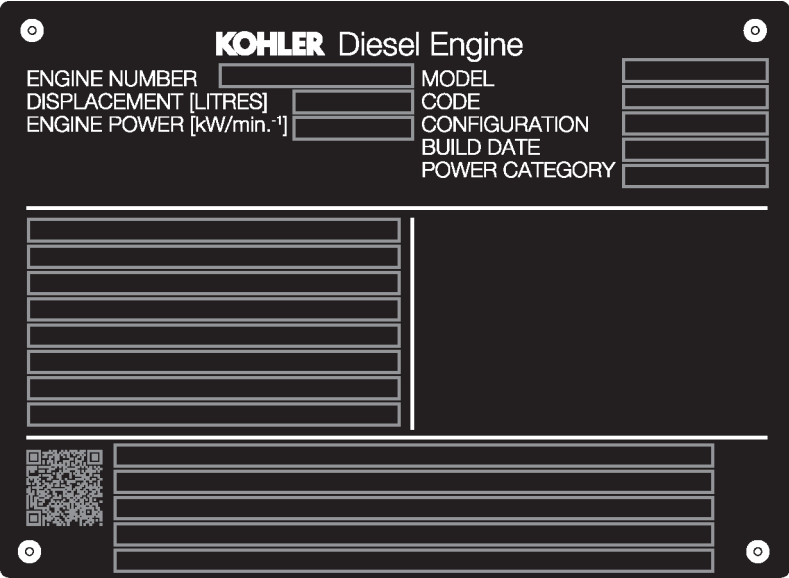 KOHLER Diesel Engine
ENGINE NUMBER
DISPLACEMENT [LITRES]
ENGINE POWER [kW/min.-1]
MODEL
CODE
CONFIGURATION
BUILD DATE
POWER CATEGORY